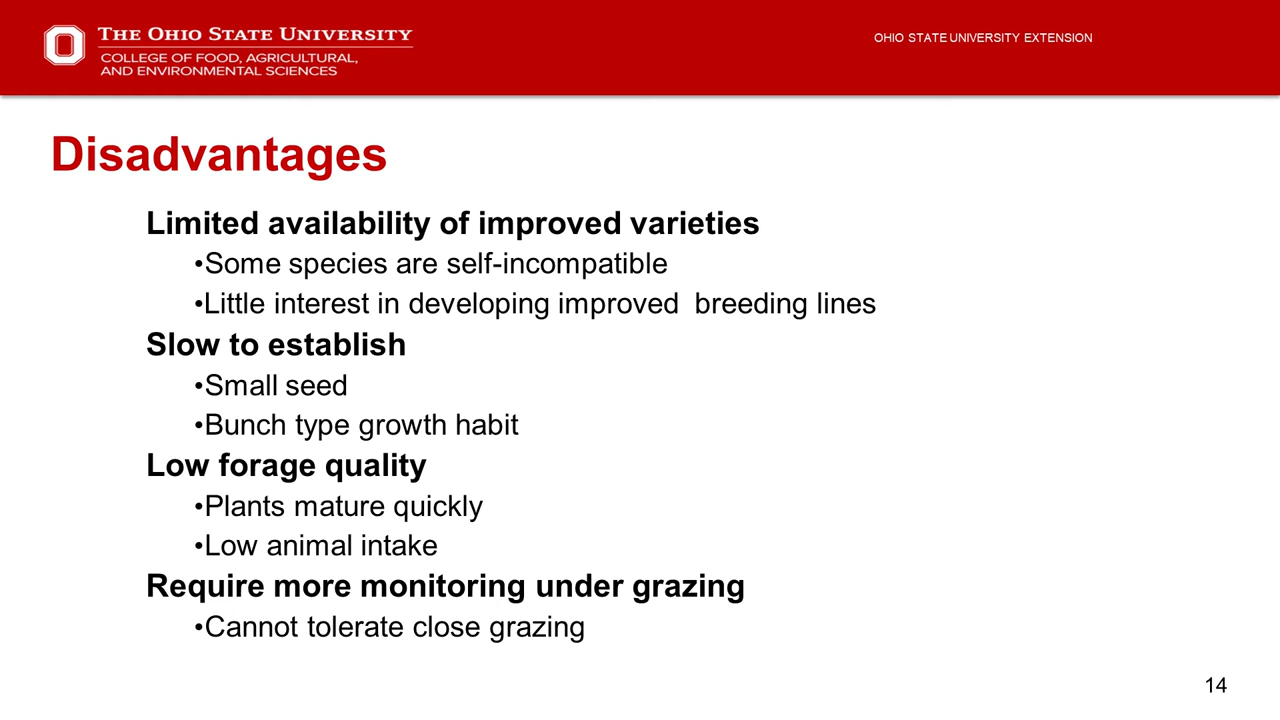 THE OHIO STATE UNIVERSITY
COLLEGE OF FOOD, AGRICULTURAL,
AND ENVIRONMENTAL SCIENCES
OHIO STATE UNIVERSITY EXTENSION
Disadvantages
Limited availability of improved varieties
•Some species are self-incompatible
•Little interest in developing improved  breeding lines
Slow to establish
•Small seed
•Bunch type growth habit
Low forage quality
•Plants mature quickly
•Low animal intake
Require more monitoring under grazing
•Cannot tolerate close grazing
14